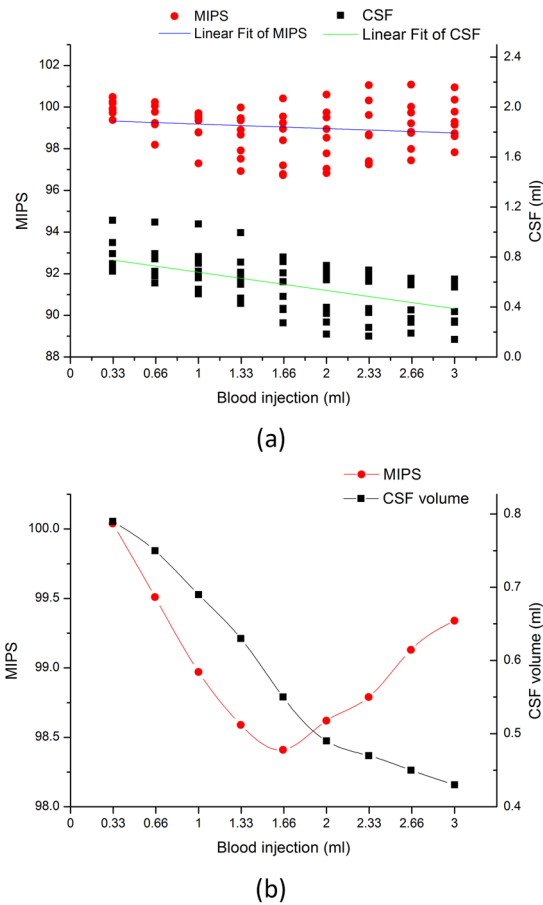 MIPS CSF
Linear Fit of MIPS Linear Fit of CSF
102
100
98
96
94
92
90
88
MIPS
2.4
2.0
1.6
1.2
0.8
0.4
0.0
CSF (ml)
0 0.33 0.66 1 1.33 1.66 2 2.33 2.66 3
Blood injection (ml)
(a)
MIPS
CSF volume
100.0
99.5
99.0
98.5
98.0
MIPS
0.8
0.7
0.6
0.5
0.4
CSF volume (ml)
0 0.33 0.66 1 1.33 1.66 2 2.33 2.66 3
Blood injection (ml)
(b)